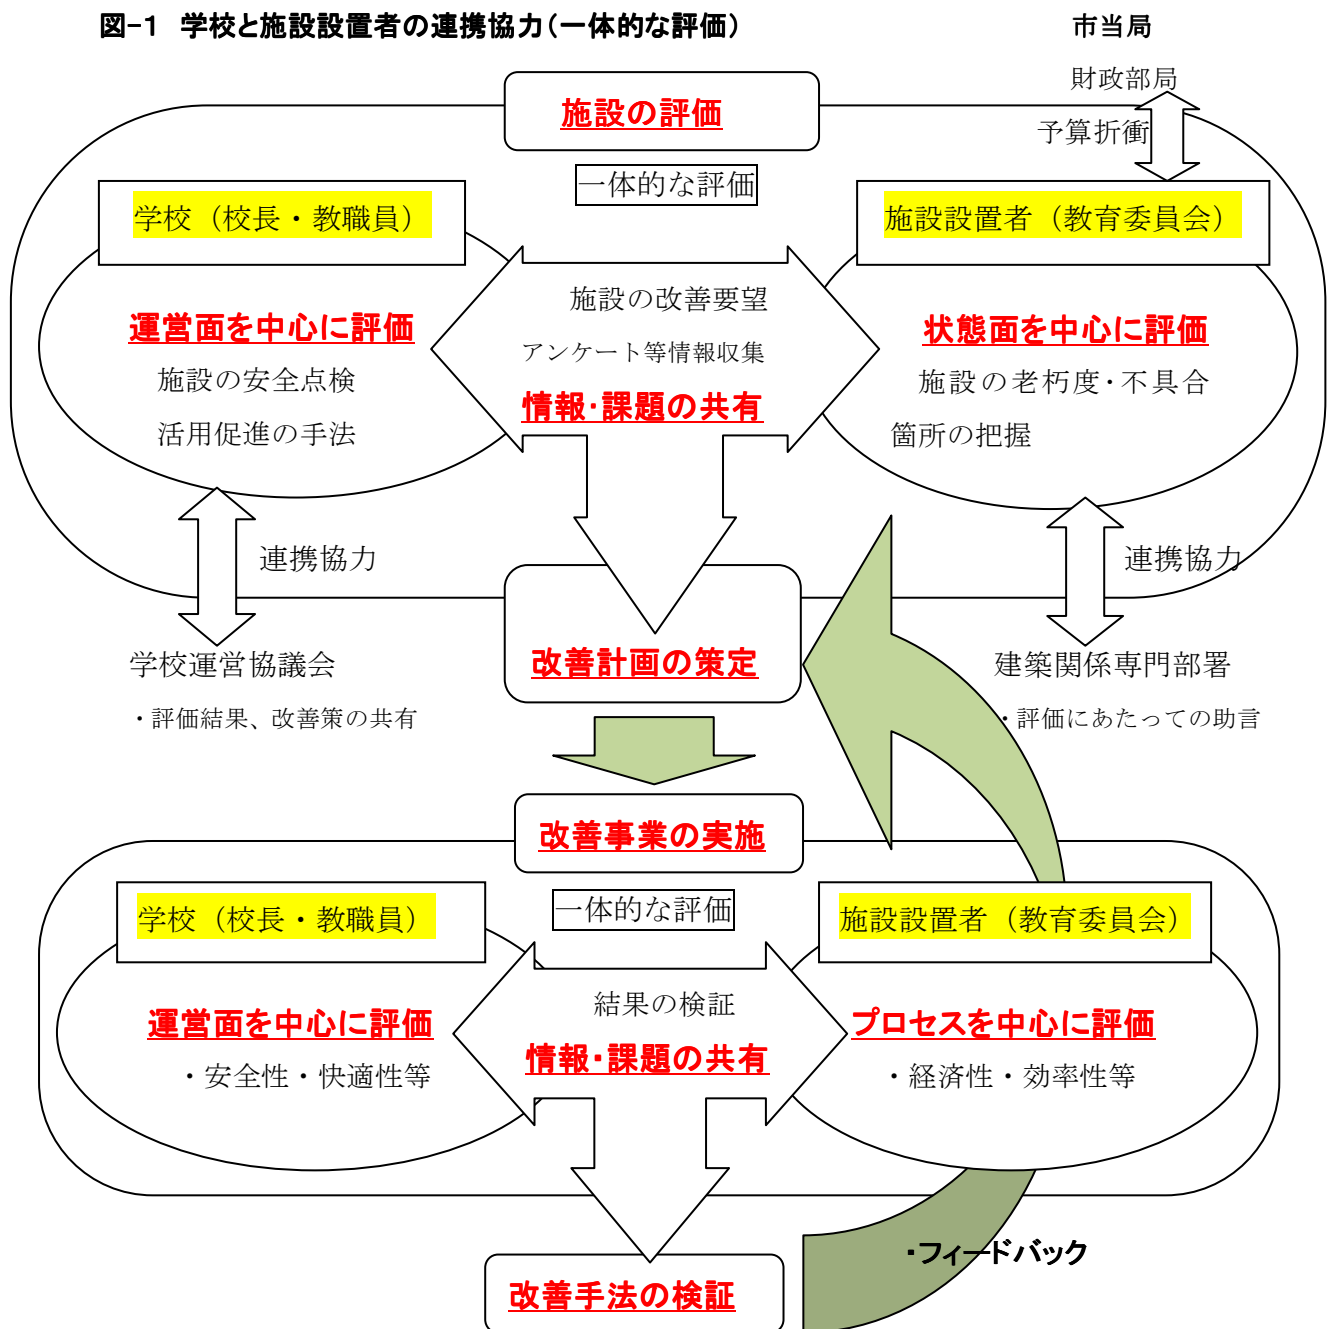 図-1 学校と施設設置者の連携協力(一体的な評価)
市当局
財政部局
予算折衝
施設の評価
一体的な評価
学校（校長・教職員）
施設設置者（教育委員会）
運営面を中心に評価
施設の安全点検
活用促進の手法
施設の改善要望
アンケート等情報収集
情報・課題の共有
状態面を中心に評価
施設の老朽度・不具合
箇所の把握
連携協力
連携協力
学校運営協議会
・評価結果、改善策の共有
改善計画の策定
建築関係専門部署
・評価にあたっての助言
改善事業の実施
一体的な評価
学校（校長・教職員）
施設設置者（教育委員会）
運営面を中心に評価
・安全性・快適性等
結果の検証
情報・課題の共有
プロセスを中心に評価
・経済性・効率性等
・フィードバック
改善手法の検証